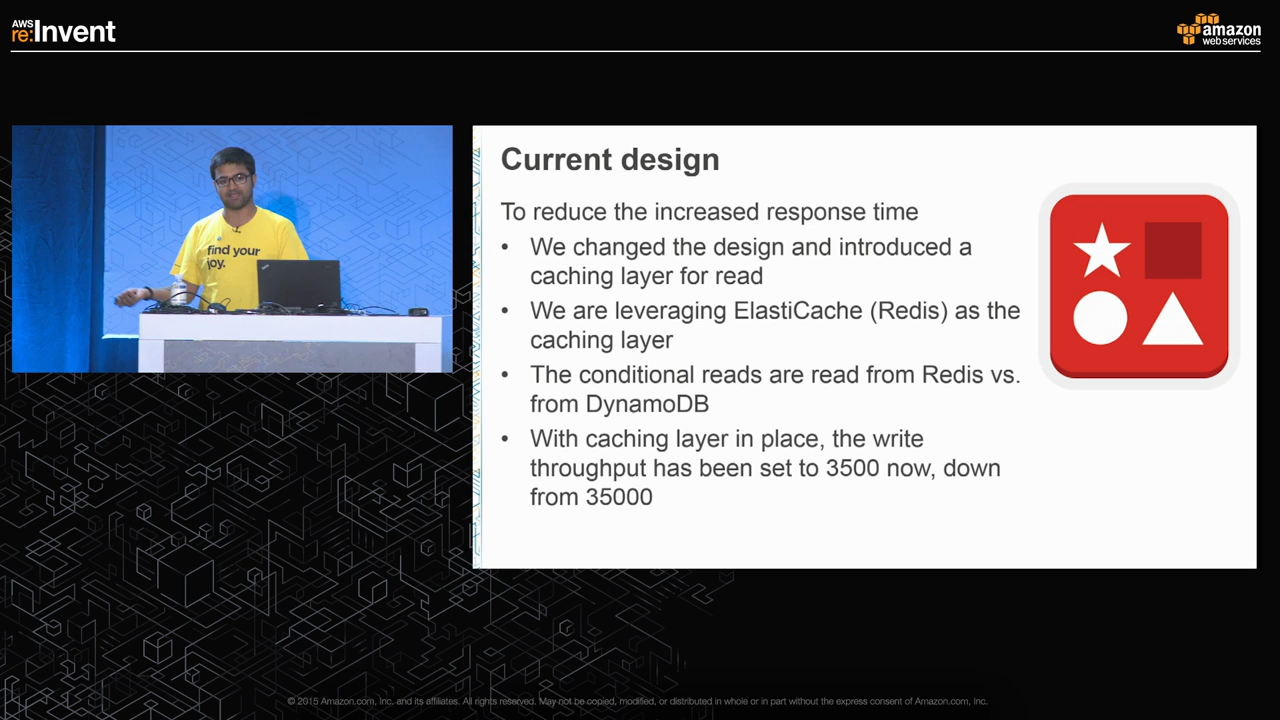 AWS
re:Invent
amazon
webservices
find your
joy.
Current design
To reduce the increased response time
• We changed the design and introduced a
caching layer for read
• We are leveraging ElastiCache (Redis) as the
caching layer
• The conditional reads are read from Redis vs.
from DynamoDB
• With caching layer in place, the write
throughput has been set to 3500 now, down
from 35000
© 2015 Amazon.com, Inc. and its affiliates. All rights reserved. May not be copied, modified, or distributed in whole or in part without the express consent of Amazon.com, Inc.